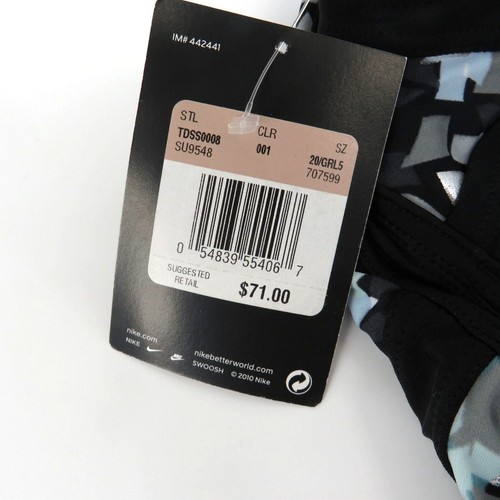 IM# 442441
STL CLR SZ
TDSS0008 001 20/GRL5
SU9548 707599
0 54839 55406 7
SUGGESTED
RETAIL $71.00
nike.com nikebetterworld.com
NIKE SWOOSH © 2010 Nike